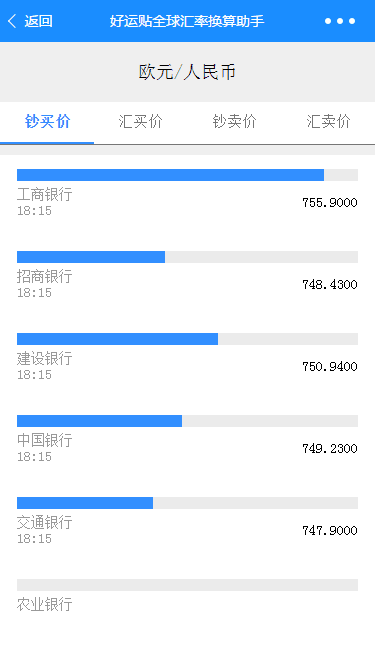 返回 好运贴全球汇率换算助手
欧元/人民币
钞买价 汇买价 钞卖价 汇卖价
工商银行
18:15 755.9000
招商银行
18:15 748.4300
建设银行
18:15 750.9400
中国银行
18:15 749.2300
交通银行
18:15 747.9000
农业银行